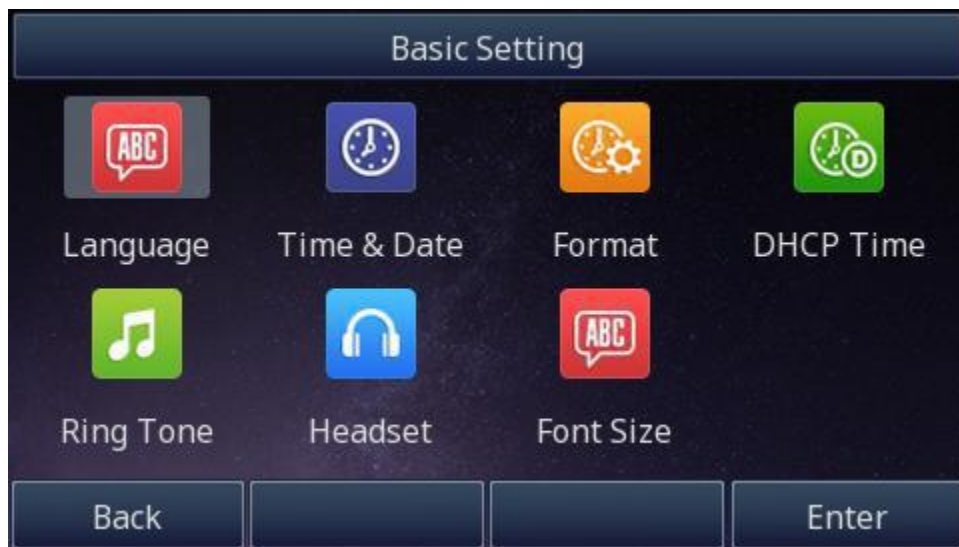 Basic Setting
ABC
D
Language Time & Date Format DHCP Time
ABC
Ring Tone Headset Font Size
Back Enter